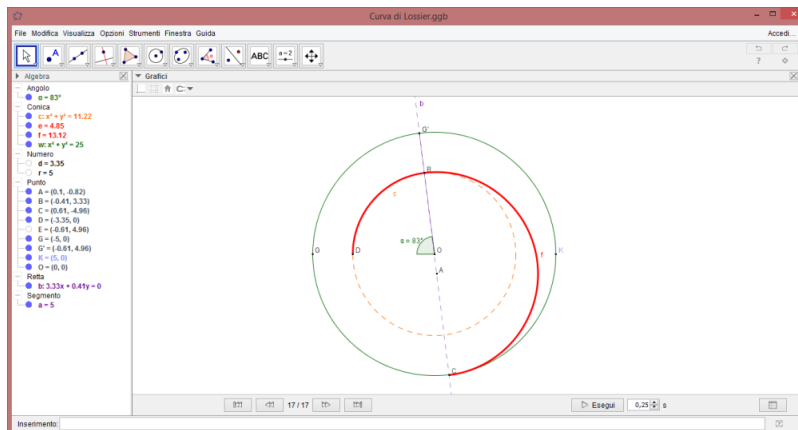 Curva di Lossier.ggb
File Modifica Visualizza Opzioni Strumenti Finestra Guida
Accedi...
A
ABC
a=2
?
Algebra
Grafici
C:
Angolo
α = 83°
Conica
c: x² + y² = 11.22
e = 4.85
f = 13.12
w: x² + y² = 25
Numero
d = 3.35
r = 5
Punto
A = (0.1, -0.82)
B = (-0.41, 3.33)
C = (0.61, -4.96)
D = (-3.35, 0)
E = (-0.61, 4.96)
G = (-5, 0)
G' = (-0.61, 4.96)
K = (5, 0)
O = (0, 0)
Retta
b: 3.33x + 0.41y = 0
Segmento
a = 5
b
G'
B
α = 83°
G
D
O
f
K
A
C
17 / 17
Esegui
0,25
s
Inserimento: